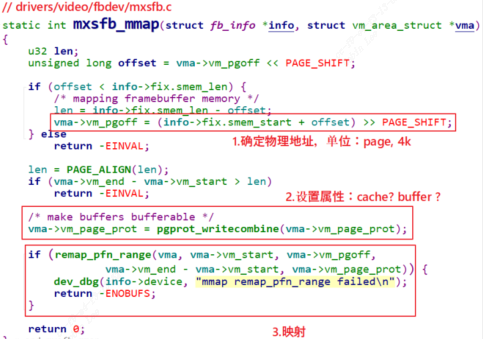 // drivers/video/fbdev/mxsfb.c
static int mxsfb_mmap(struct fb_info *info, struct vm_area_struct *vma)
{
u32 len;
unsigned long offset = vma->vm_pgoff << PAGE_SHIFT;
if (offset < info->fix.smem_len) {
/* mapping framebuffer memory */
len = info->fix.smem_len - offset;
vma->vm_pgoff = (info->fix.smem_start + offset) >> PAGE_SHIFT;
} else
return -EINVAL;
1.确定物理地址，单位：page, 4k
len = PAGE_ALIGN(len);
if (vma->vm_end - vma->vm_start > len)
return -EINVAL;
2.设置属性：cache? buffer ?
/* make buffers bufferable */
vma->vm_page_prot = pgprot_writecombine(vma->vm_page_prot);
if (remap_pfn_range(vma, vma->vm_start, vma->vm_pgoff,
vma->vm_end - vma->vm_start, vma->vm_page_prot)) {
dev_dbg(info->device, "mmap remap_pfn_range failed\n");
return -ENOBUFS;
}
return 0;
3.映射
}